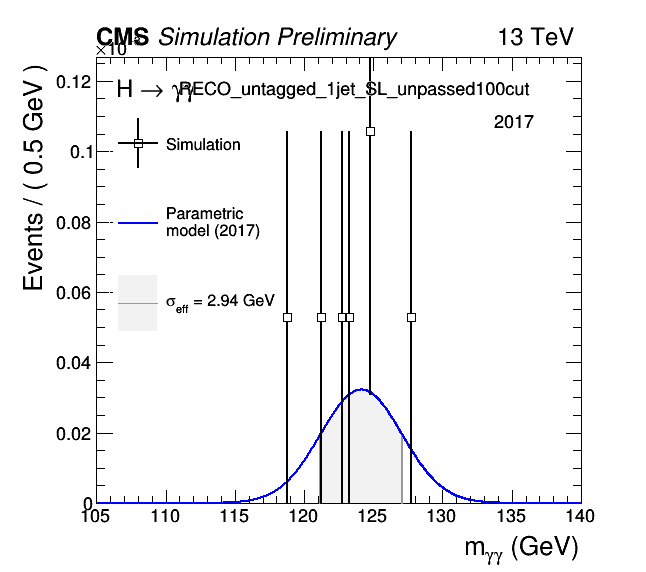 CMS Simulation Preliminary 13 TeV
×10
0.12
H → γγ RECO_untagged_1jet_SL_unpassed100cut
2017
0.1
Simulation
0.08
Parametric
model (2017)
0.06
σeff = 2.94 GeV
0.04
0.02
0
105 110 115 120 125 130 135 140
Events / ( 0.5 GeV )
mγγ (GeV)